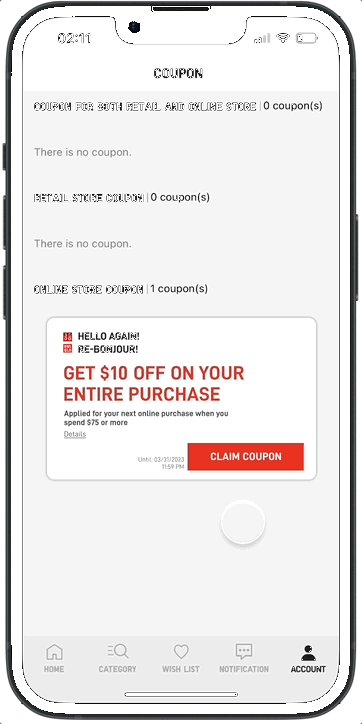 02:11
COUPON
COUPON FOR BOTH RETAIL AND ONLINE STORE | 0 coupon(s)
There is no coupon.
RETAIL STORE COUPON | 0 coupon(s)
There is no coupon.
ONLINE STORE COUPON | 1 coupon(s)
HELLO AGAIN!
RE-BONJOUR!
GET $10 OFF ON YOUR
ENTIRE PURCHASE
Applied for your next online purchase when you
spend $75 or more
Details
Until: 03/31/2023
11:59 PM
CLAIM COUPON
HOME CATEGORY WISH LIST NOTIFICATION ACCOUNT